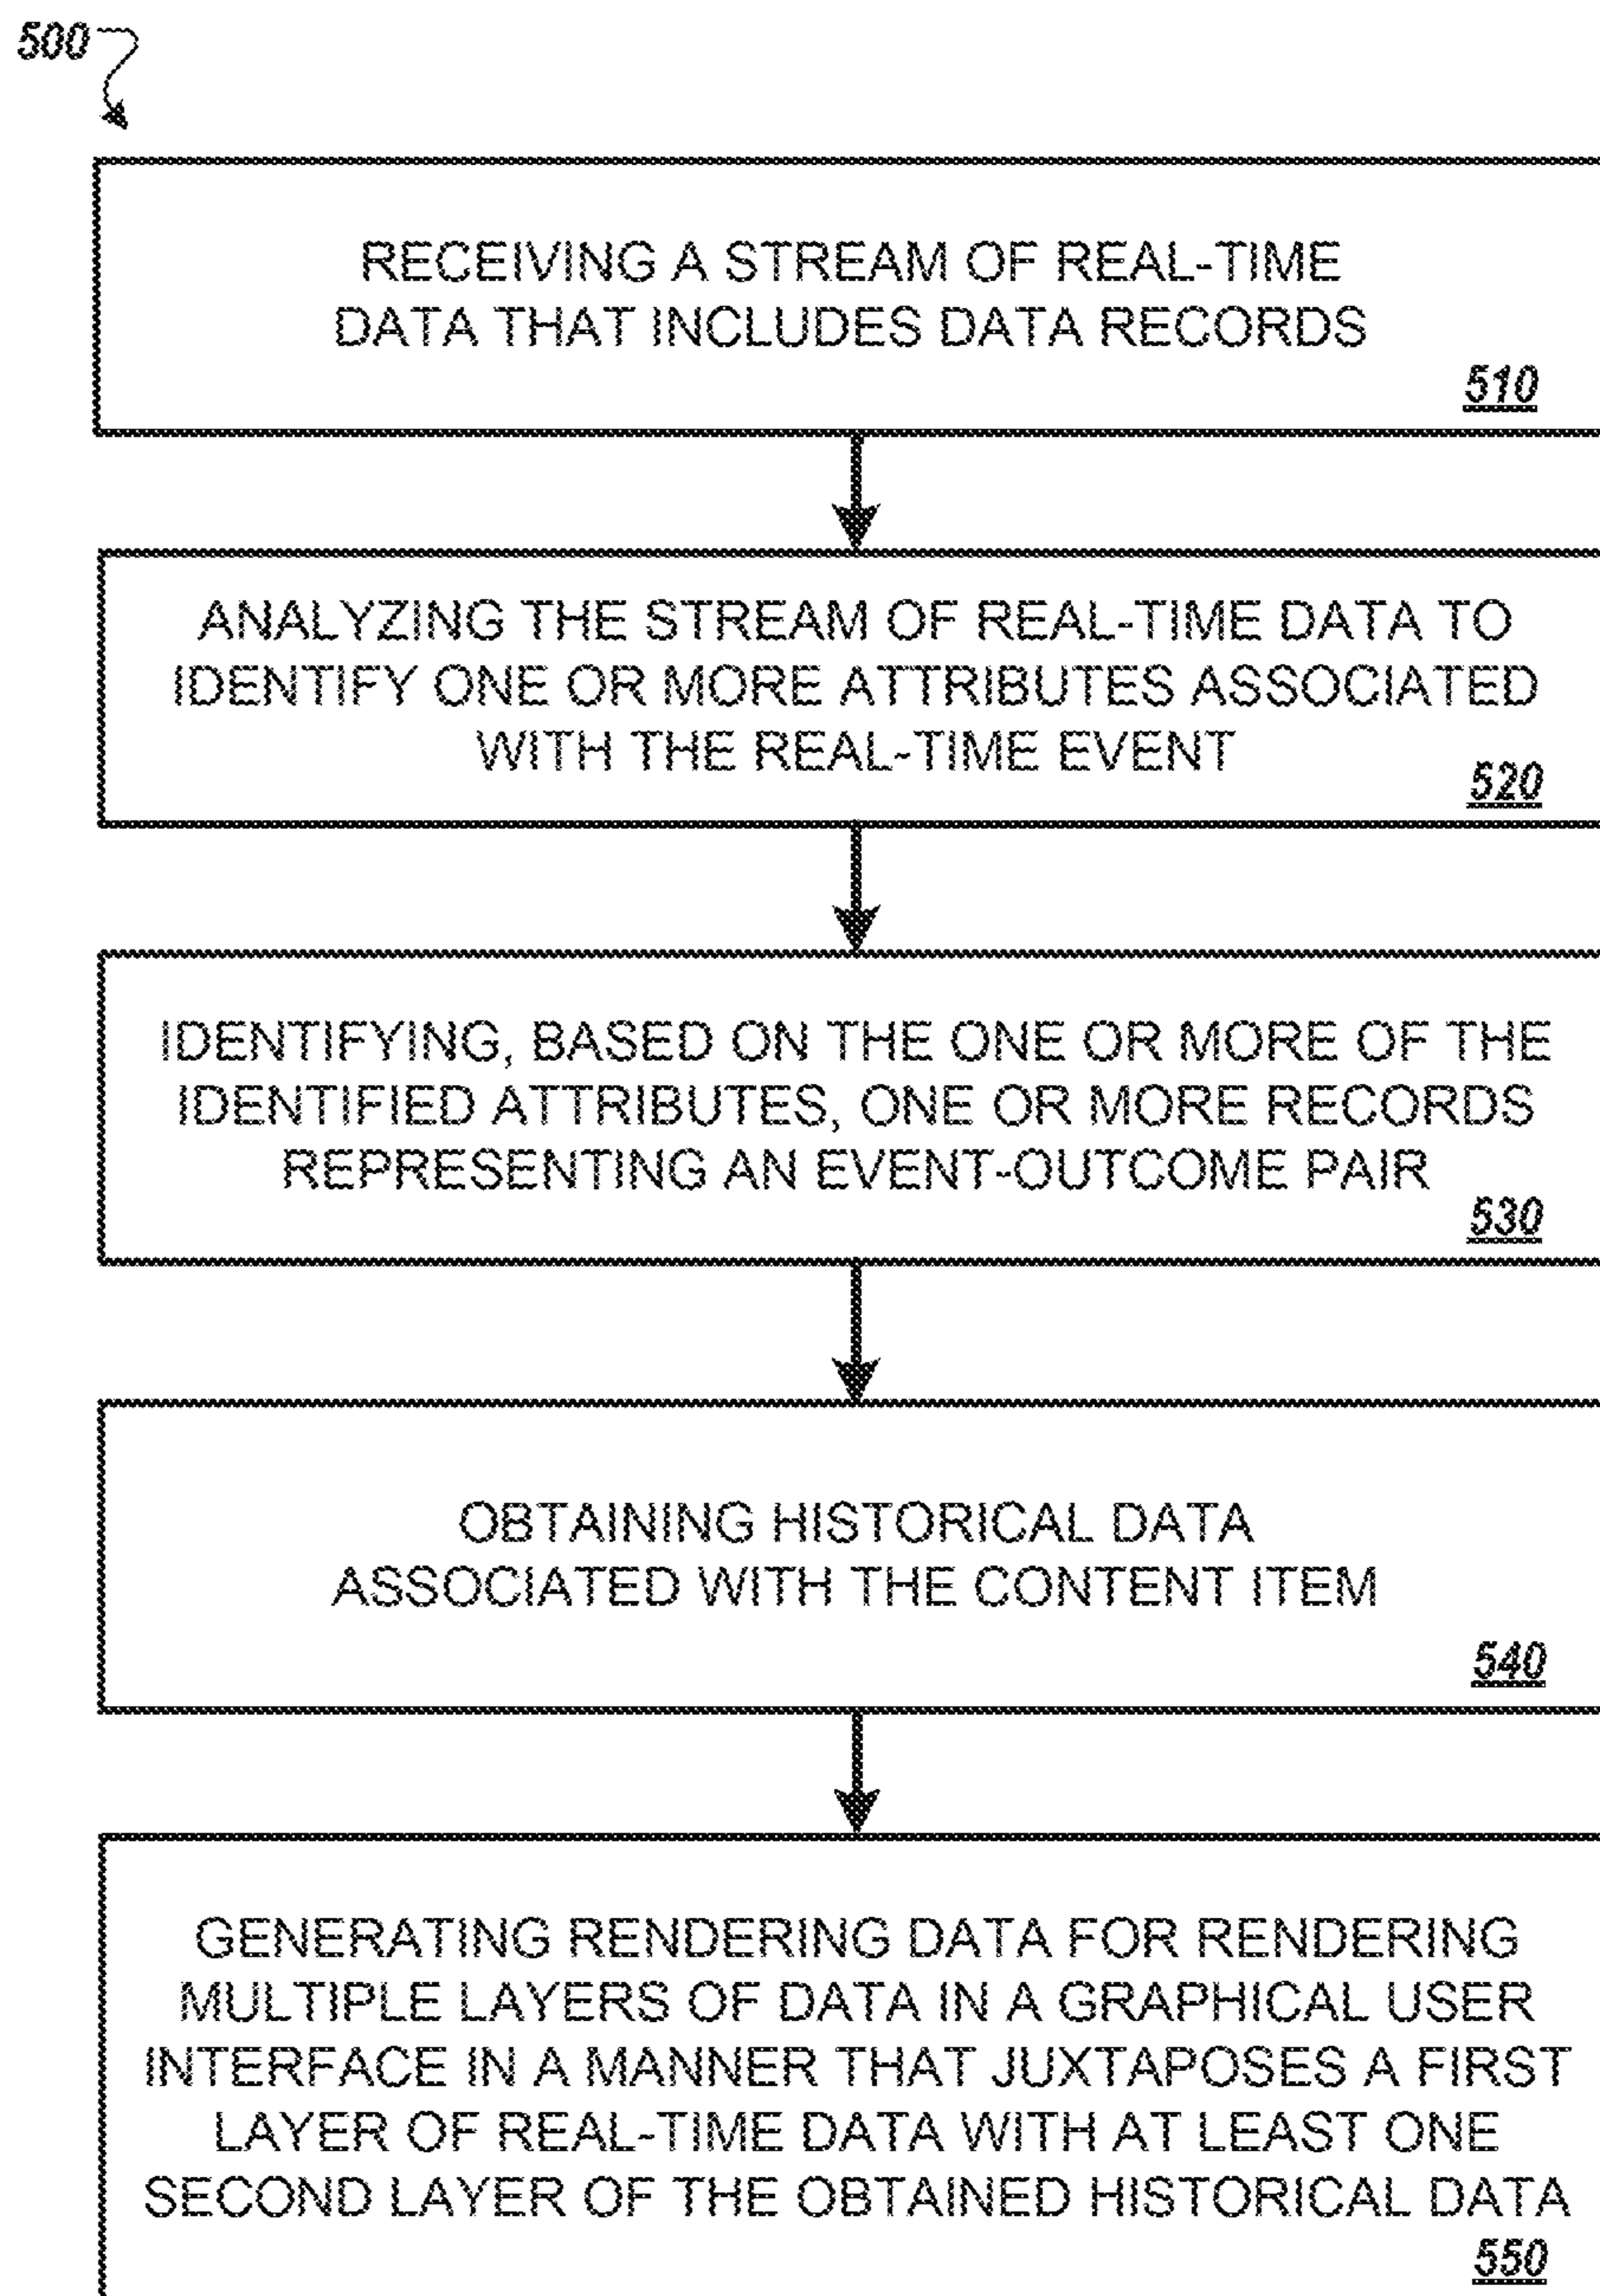 500
RECEIVING A STREAM OF REAL-TIME
DATA THAT INCLUDES DATA RECORDS
510
ANALYZING THE STREAM OF REAL-TIME DATA TO
IDENTIFY ONE OR MORE ATTRIBUTES ASSOCIATED
WITH THE REAL-TIME EVENT
520
IDENTIFYING, BASED ON THE ONE OR MORE OF THE
IDENTIFIED ATTRIBUTES, ONE OR MORE RECORDS
REPRESENTING AN EVENT-OUTCOME PAIR
530
OBTAINING HISTORICAL DATA
ASSOCIATED WITH THE CONTENT ITEM
540
GENERATING RENDERING DATA FOR RENDERING
MULTIPLE LAYERS OF DATA IN A GRAPHICAL USER
INTERFACE IN A MANNER THAT JUXTAPOSES A FIRST
LAYER OF REAL-TIME DATA WITH AT LEAST ONE
SECOND LAYER OF THE OBTAINED HISTORICAL DATA
550